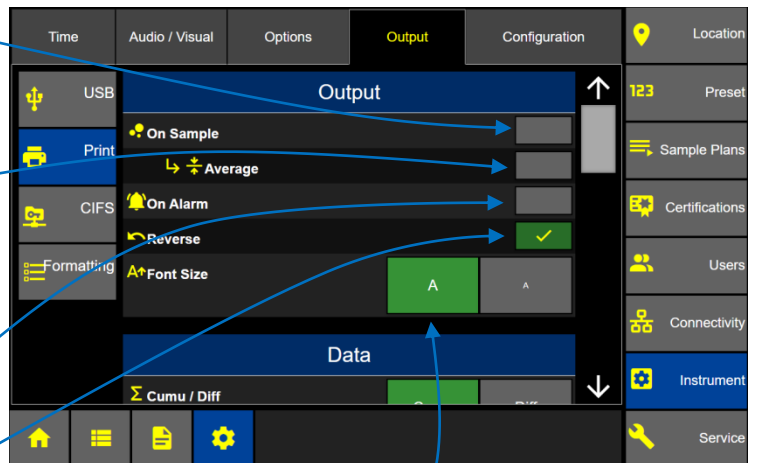 Time Audio / Visual Options Output Configuration
Location
USB
Output
123 Preset
On Sample
Print
Average
Sample Plans
CIFS
On Alarm
Certifications
Reverse
Formatting
A Font Size
A A
Users
Connectivity
Data
Σ Cumu / Diff
Instrument
Service